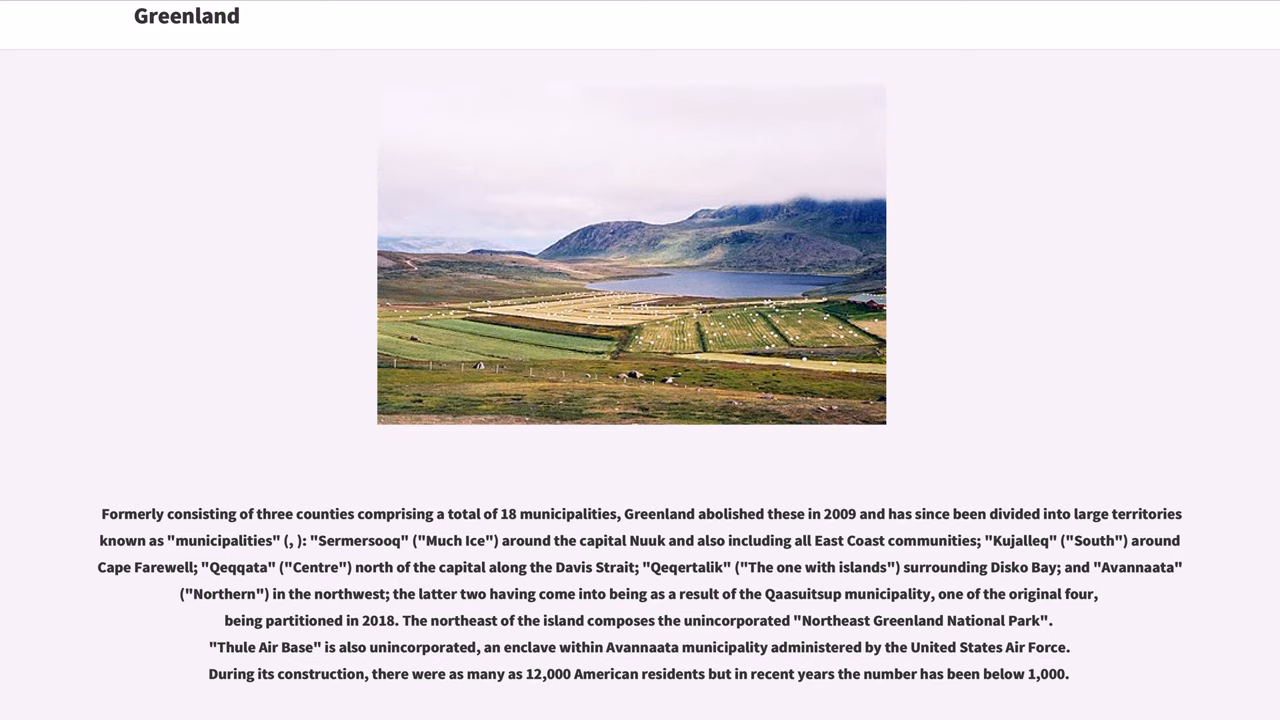 Greenland
Formerly consisting of three counties comprising a total of 18 municipalities, Greenland abolished these in 2009 and has since been divided into large territories
known as "municipalities" (, ): "Sermersooq" ("Much Ice") around the capital Nuuk and also including all East Coast communities; "Kujalleq" ("South") around
Cape Farewell; "Qeqqata" ("Centre") north of the capital along the Davis Strait; "Qeqertalik" ("The one with islands") surrounding Disko Bay; and "Avannaata"
("Northern") in the northwest; the latter two having come into being as a result of the Qaasuitsup municipality, one of the original four,
being partitioned in 2018. The northeast of the island composes the unincorporated "Northeast Greenland National Park".
"Thule Air Base" is also unincorporated, an enclave within Avannaata municipality administered by the United States Air Force.
During its construction, there were as many as 12,000 American residents but in recent years the number has been below 1,000.